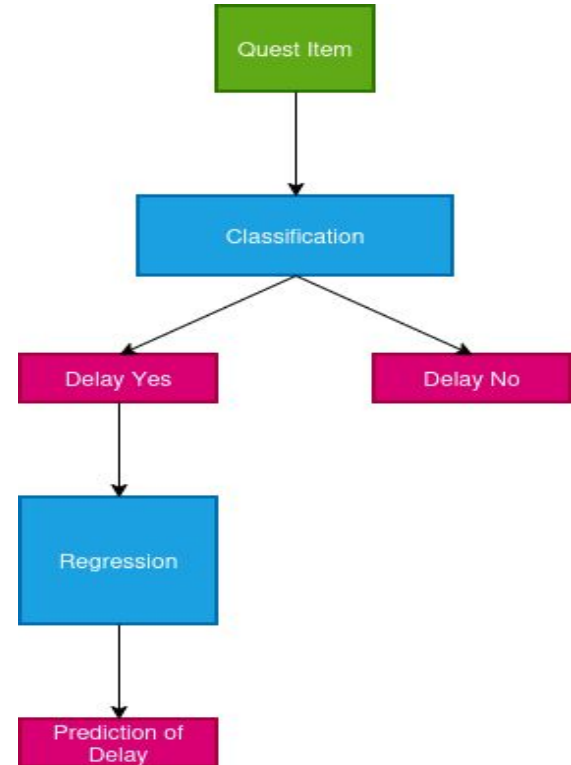 Quest Item
Classification
Delay Yes
Delay No
Regression
Prediction of
Delay